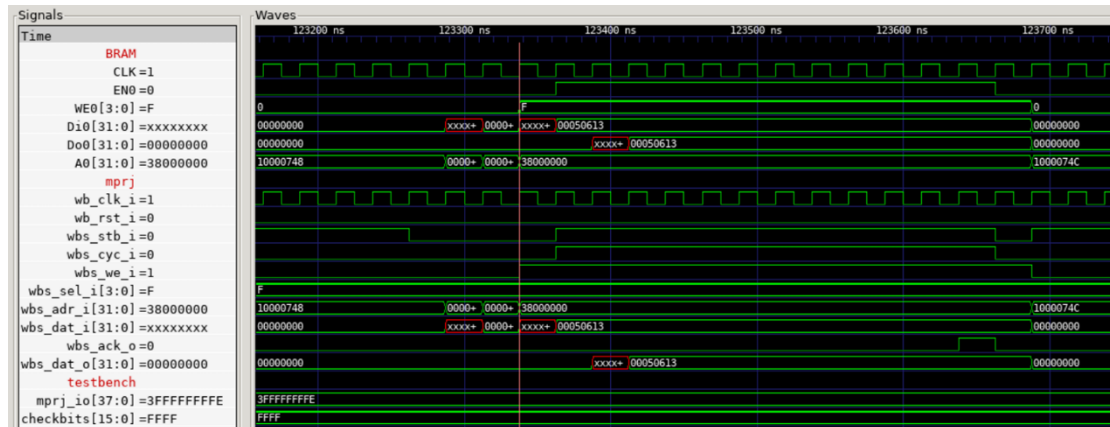 Signals
Waves
Time
123200 ns 123300 ns 123400 ns 123500 ns 123600 ns 123700 ns
BRAM
CLK=1
EN0=0
WE0[3:0]=F 0 F 0
Di0[31:0]=xxxxxxxx 00000000 xxxx+ 0000+ xxxx+ 00050613 00000000
Do0[31:0]=00000000 00000000 xxxx+ 00050613 00000000
A0[31:0]=38000000 10000748 0000+ 0000+ 38000000 1000074C
mprj
wb_clk_i=1
wb_rst_i=0
wbs_stb_i=0
wbs_cyc_i=0
wbs_we_i=1
wbs_sel_i[3:0]=F F
wbs_adr_i[31:0]=38000000 10000748 0000+ 0000+ 38000000 1000074C
wbs_dat_i[31:0]=xxxxxxxx 00000000 xxxx+ 0000+ xxxx+ 00050613 00000000
wbs_ack_o=0
wbs_dat_o[31:0]=00000000 00000000 xxxx+ 00050613 00000000
testbench
mprj_io[37:0]=3FFFFFFFFE 3FFFFFFFFE
checkbits[15:0]=FFFF FFFF